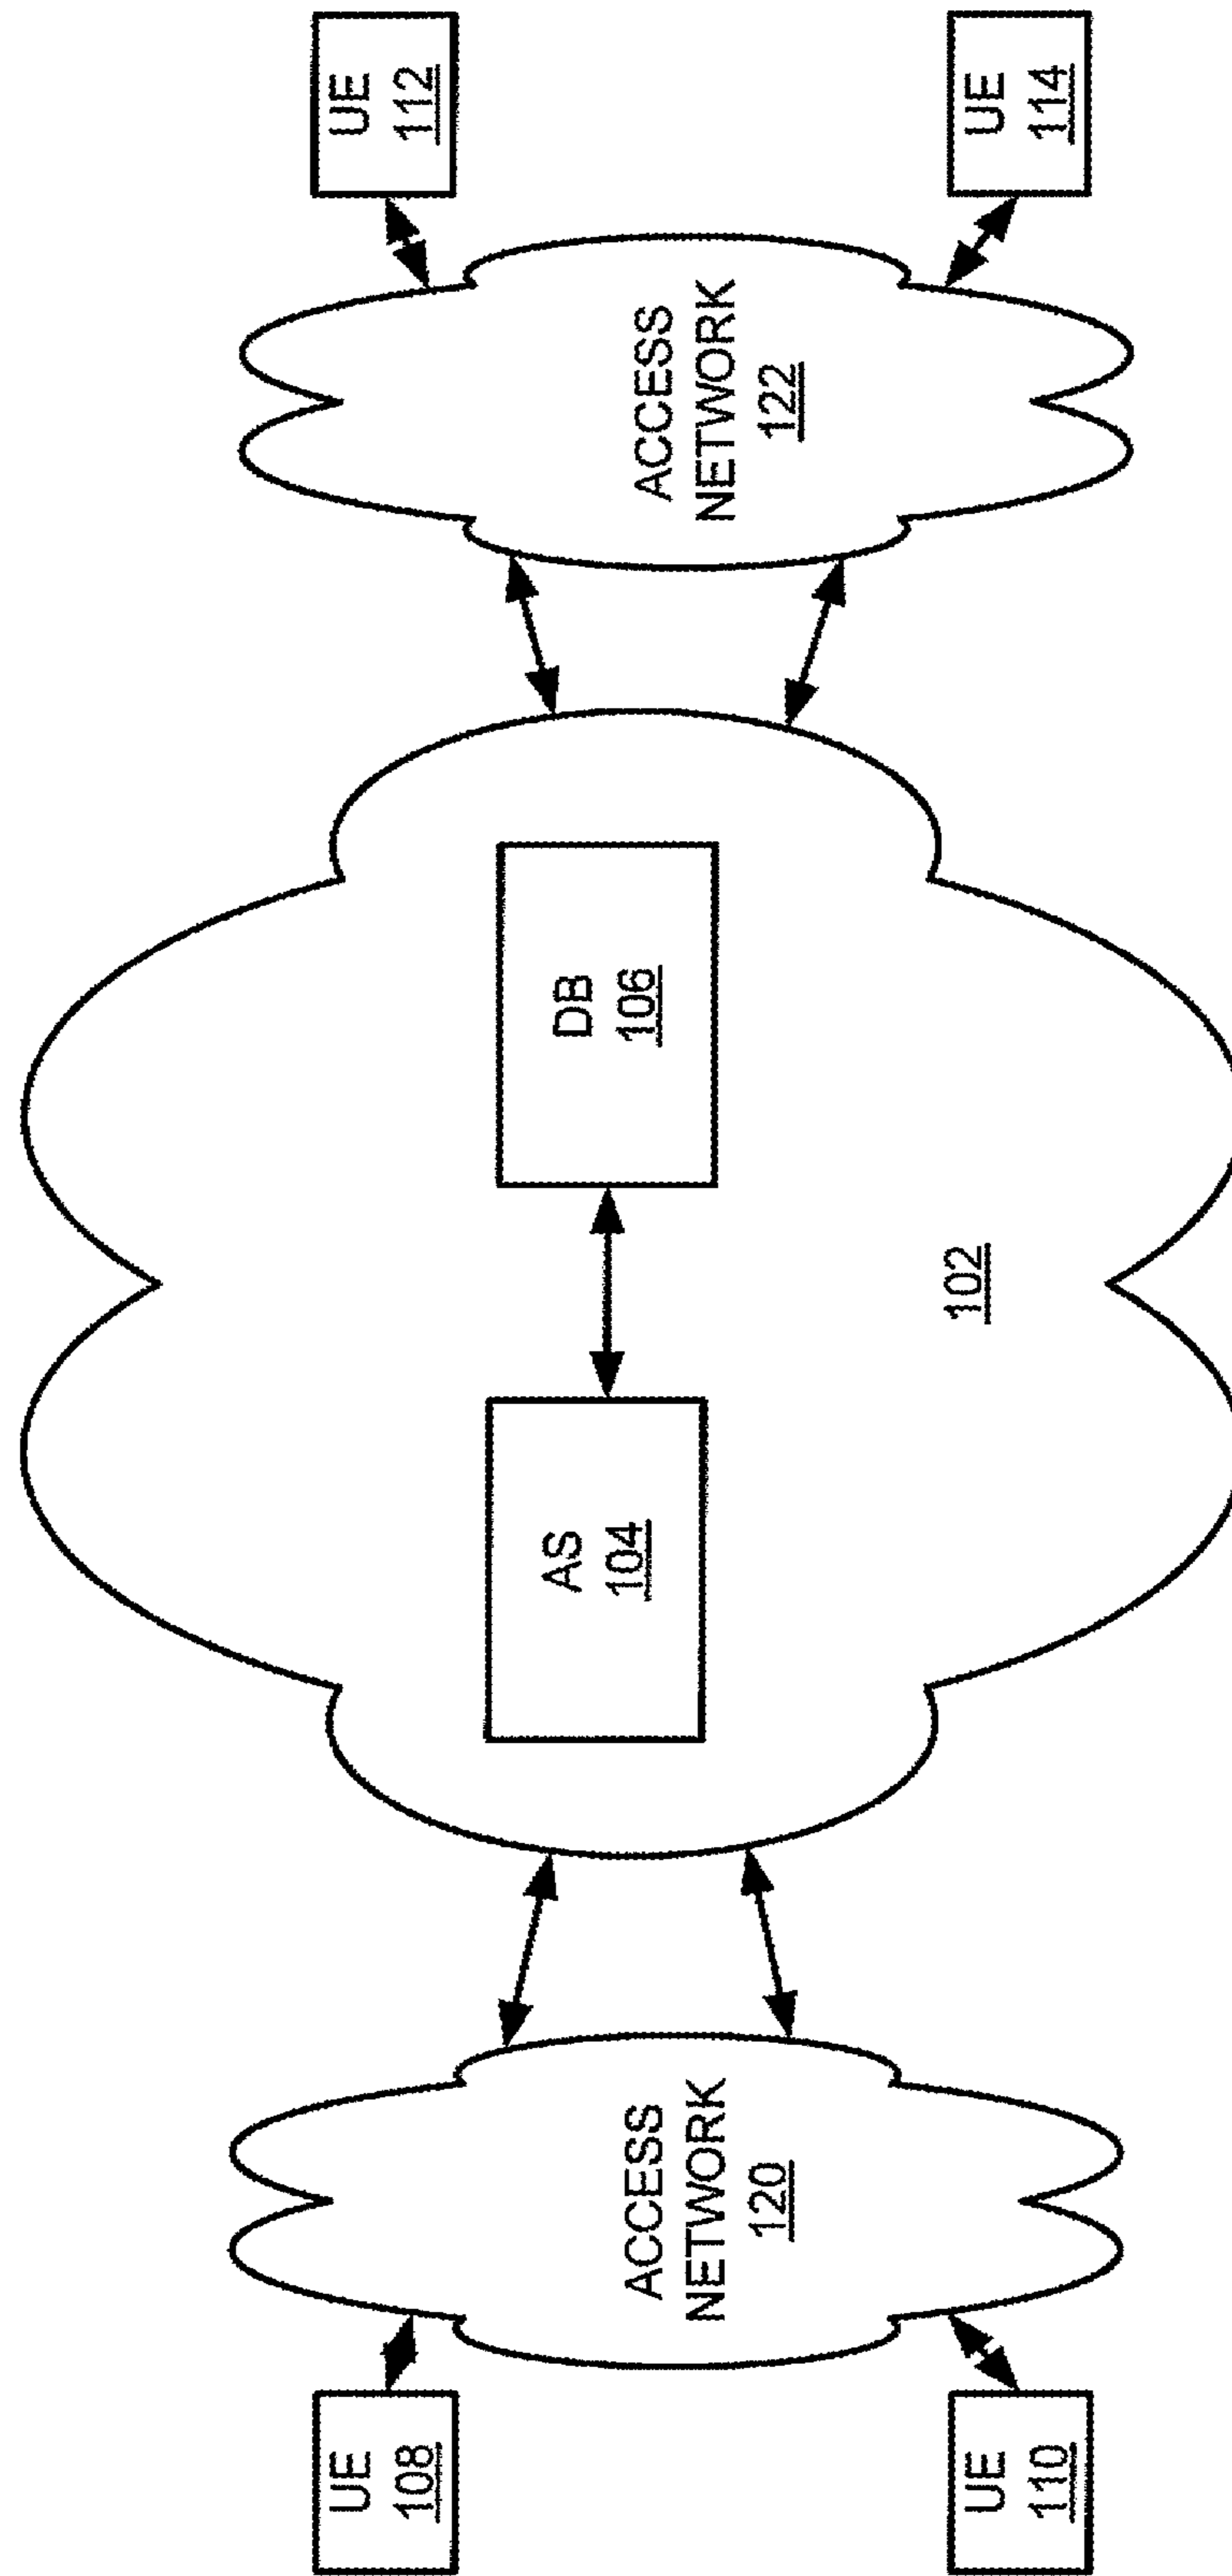 UE
108
UE
110
ACCESS
NETWORK
120
AS
104
DB
106
102
ACCESS
NETWORK
122
UE
112
UE
114